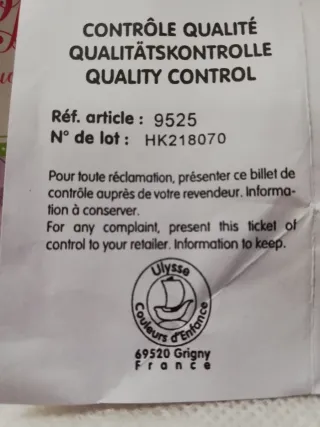 CONTRÔLE QUALITÉ
QUALITÄTSKONTROLLE
QUALITY CONTROL
Réf. article : 9525
N° de lot : HK218070
Pour toute réclamation, présenter ce billet de
contrôle auprès de votre revendeur. Informa-
tion à conserver.
For any complaint, present this ticket of
control to your retailer. Information to keep.
Ulysse
Couleurs d'Enfance
69520 Grigny
France